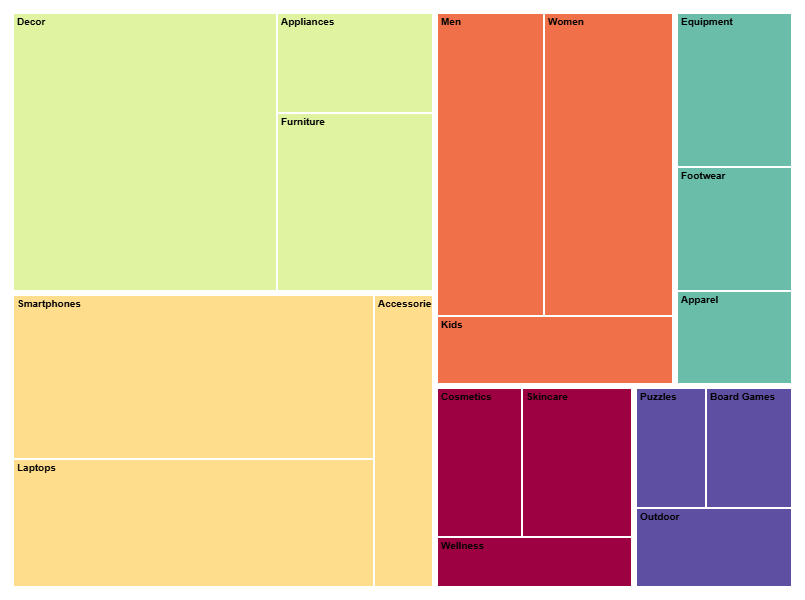 Decor
Appliances
Furniture
Smartphones
Accessorie
Laptops
Men
Women
Kids
Equipment
Footwear
Apparel
Cosmetics
Skincare
Wellness
Puzzles
Board Games
Outdoor